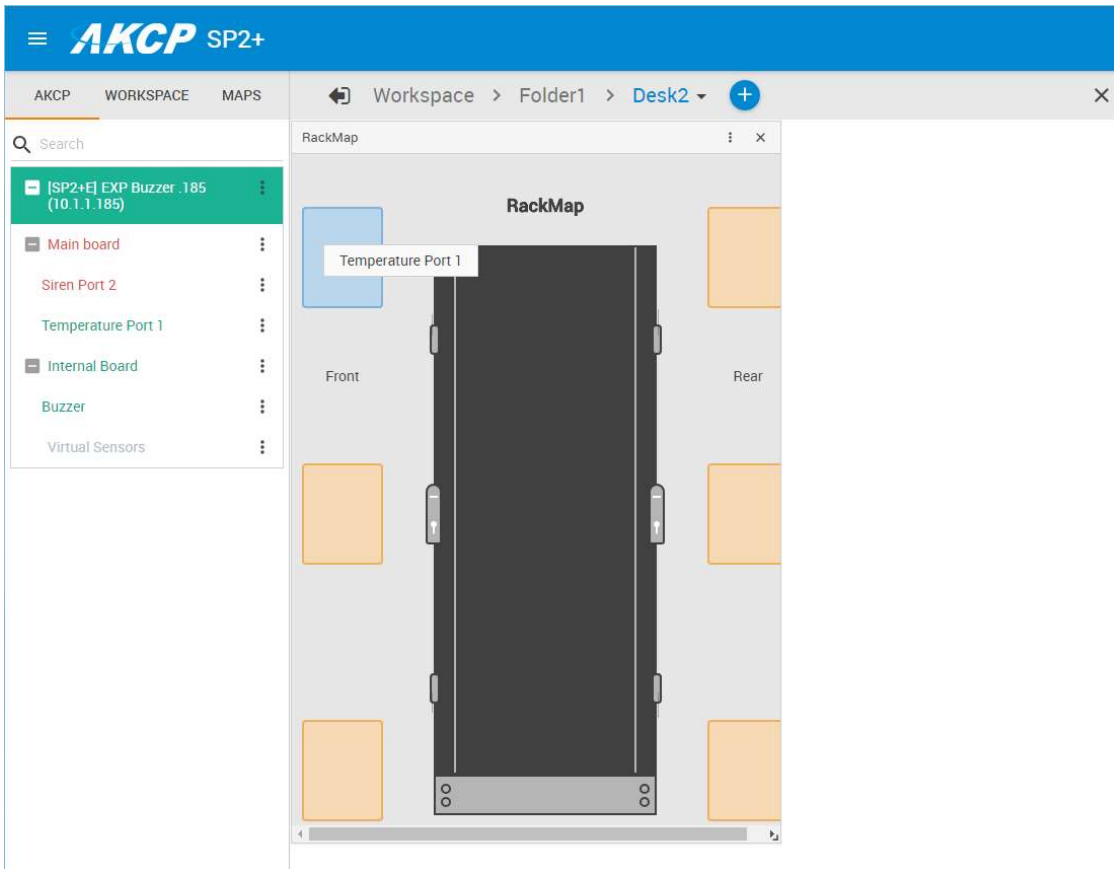 AKCP SP2+
AKCP WORKSPACE MAPS
Workspace > Folder1 > Desk2
Search
[SP2+E] EXP Buzzer .185
(10.1.1.185)
Main board
Siren Port 2
Temperature Port 1
Internal Board
Buzzer
Virtual Sensors
RackMap
RackMap
Temperature Port 1
Front
Rear